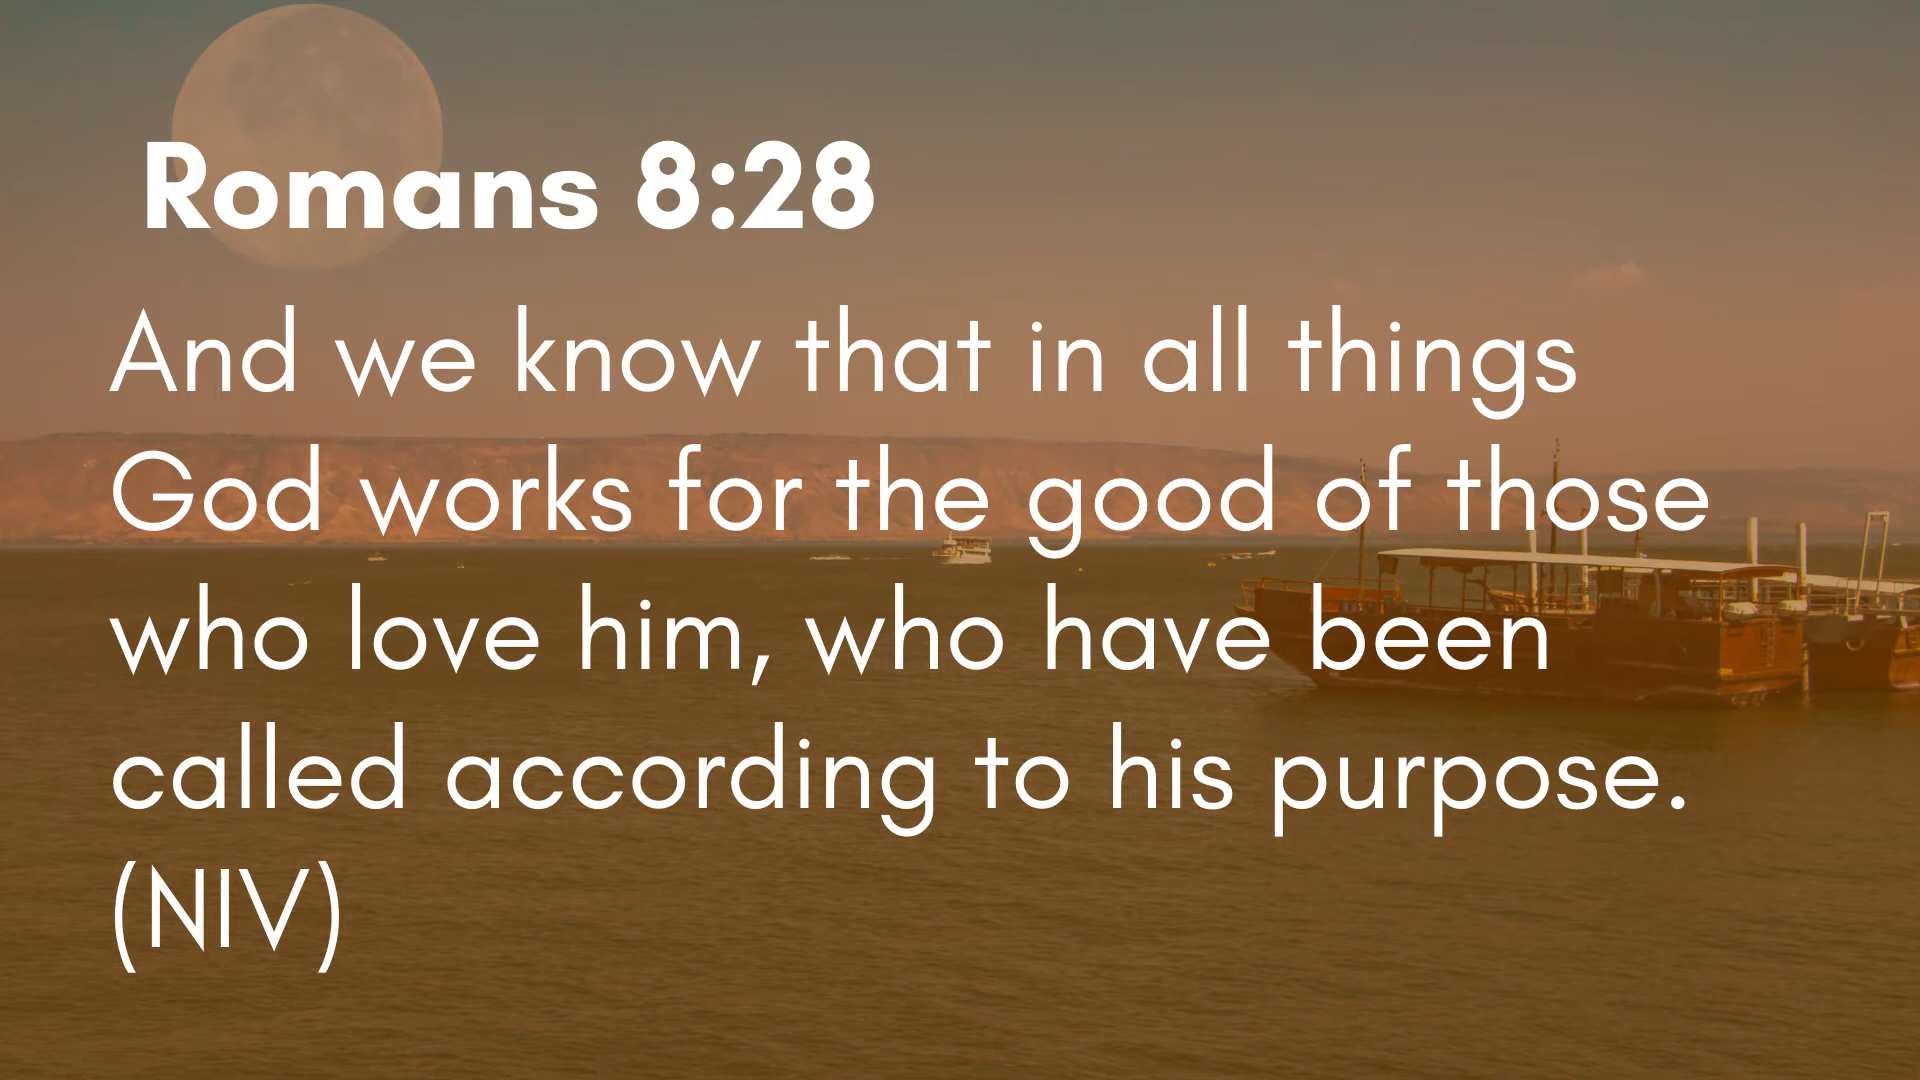 Romans 8:28
And we know that in all things
God works for the good of those
who love him, who have been
called according to his purpose.
(NIV)